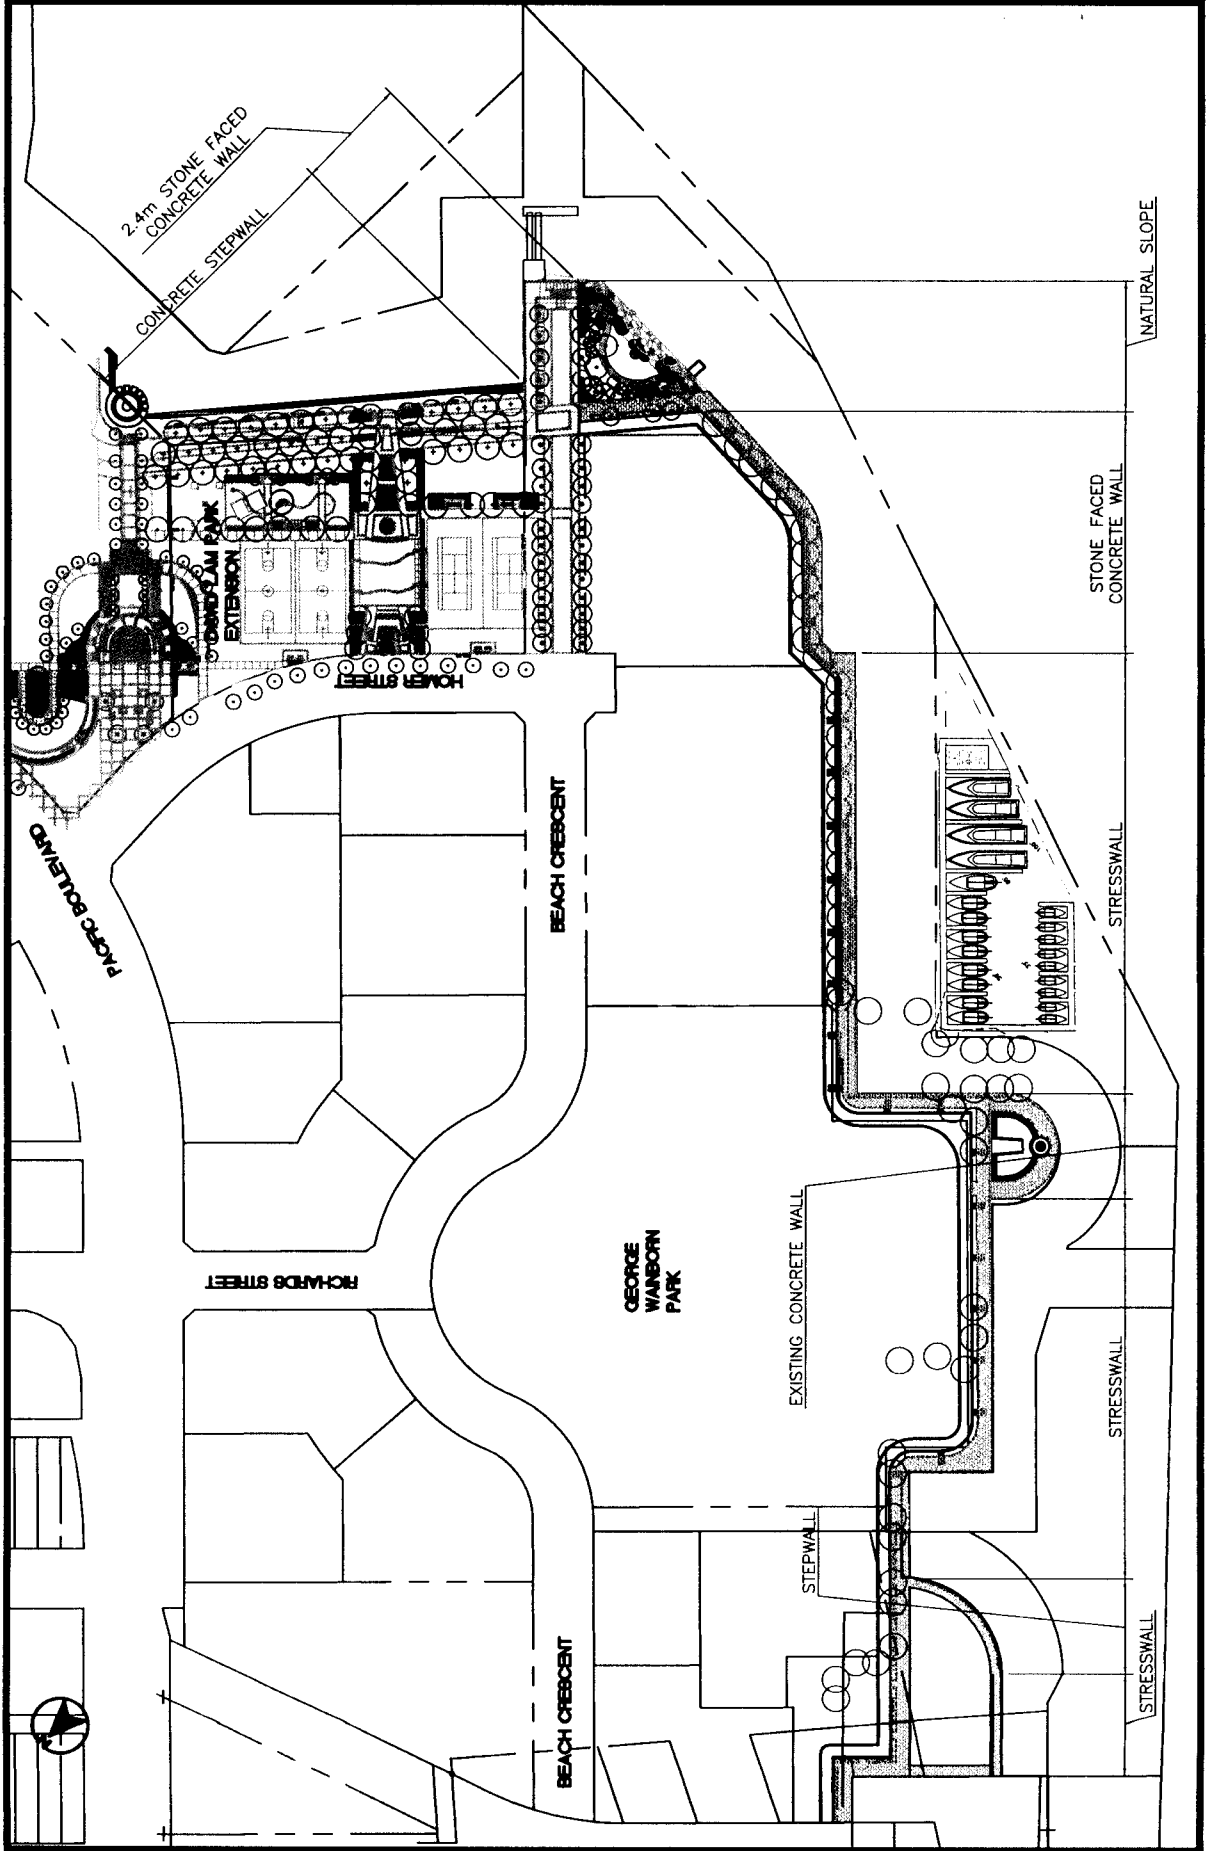 2.4m STONE FACED
CONCRETE WALL
CONCRETE STEPWALL
NATURAL SLOPE
STONE FACED
CONCRETE WALL
DAVID LAM PARK
EXTENSION
HOMER STREET
PACIFIC BOULEVARD
BEACH CRESCENT
STRESSWALL
RICHARDS STREET
GEORGE
WAINBORN
PARK
EXISTING CONCRETE WALL
STRESSWALL
STEPWALL
BEACH CRESCENT
STRESSWALL